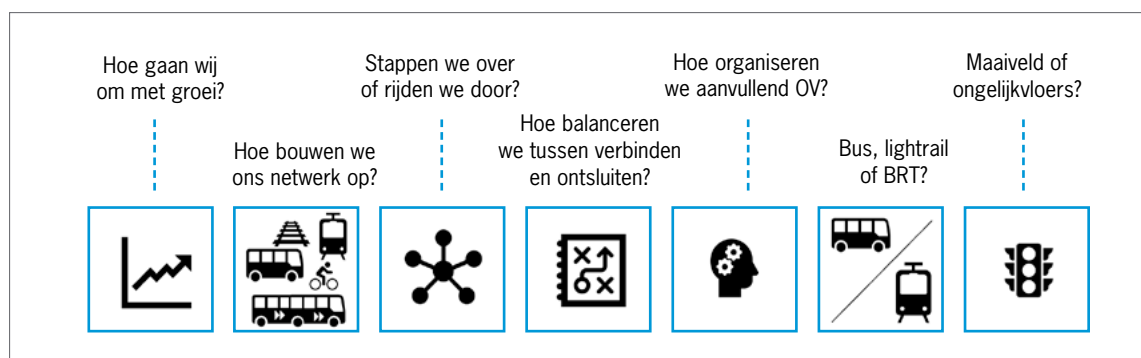 Hoe gaan wij
om met groei?
Hoe bouwen we
ons netwerk op?
Stappen we over
of rijden we door?
Hoe balanceren
we tussen verbinden
en ontsluiten?
Hoe organiseren
we aanvullend OV?
Bus, lightrail
of BRT?
Maaiveld of
ongelijkvloers?